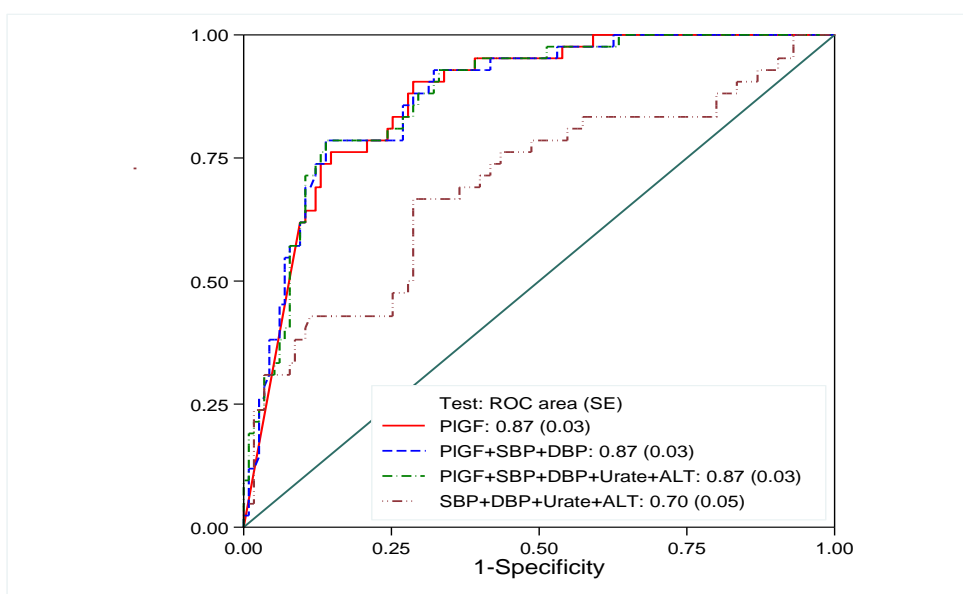 1.00
0.75
0.50
0.25
0.00
Test: ROC area (SE)
PlGF: 0.87 (0.03)
PlGF+SBP+DBP: 0.87 (0.03)
PlGF+SBP+DBP+Urate+ALT: 0.87 (0.03)
SBP+DBP+Urate+ALT: 0.70 (0.05)
0.00 0.25 0.50 0.75 1.00
1-Specificity